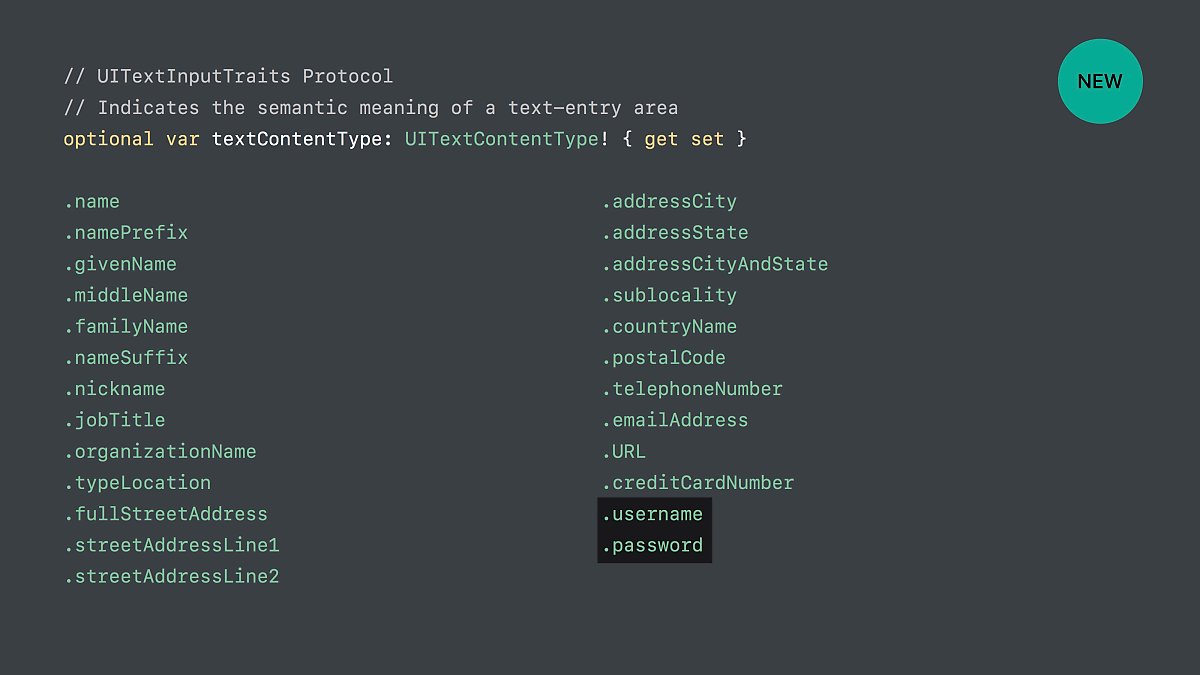 // UITextInputTraits Protocol
// Indicates the semantic meaning of a text-entry area
optional var textContentType: UITextContentType! { get set }
NEW
.name
.namePrefix
.givenName
.middleName
.familyName
.nameSuffix
.nickname
.jobTitle
.organizationName
.typeLocation
.fullStreetAddress
.streetAddressLine1
.streetAddressLine2
.addressCity
.addressState
.addressCityAndState
.sublocality
.countryName
.postalCode
.telephoneNumber
.emailAddress
.URL
.creditCardNumber
.username
.password